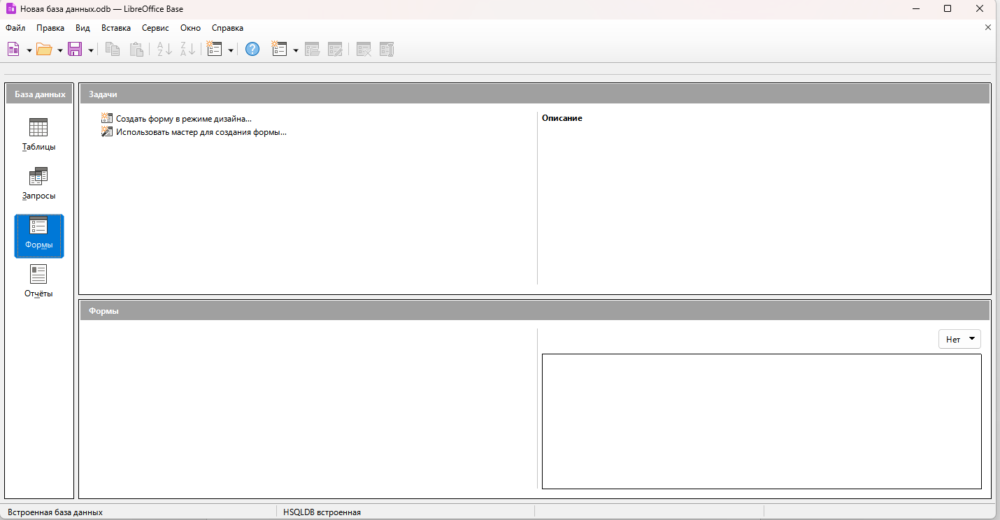 Новая база данных.odb — LibreOffice Base
Файл Правка Вид Вставка Сервис Окно Справка
База данных
Таблицы
Запросы
Формы
Отчёты
Задачи
Создать форму в режиме дизайна...
Использовать мастер для создания формы...
Описание
Формы
Нет
Встроенная база данных
HSQLDB встроенная